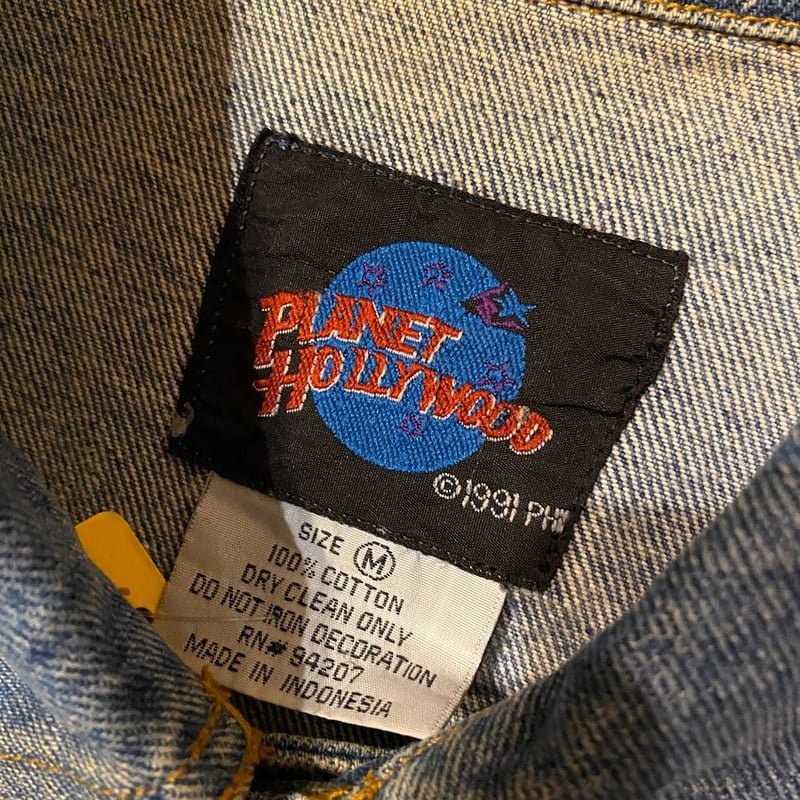 PLANET
HOLLYWOOD
©1991 PHI
SIZE M
100% COTTON
DRY CLEAN ONLY
DO NOT IRON DECORATION
RN# 94207
MADE IN INDONESIA